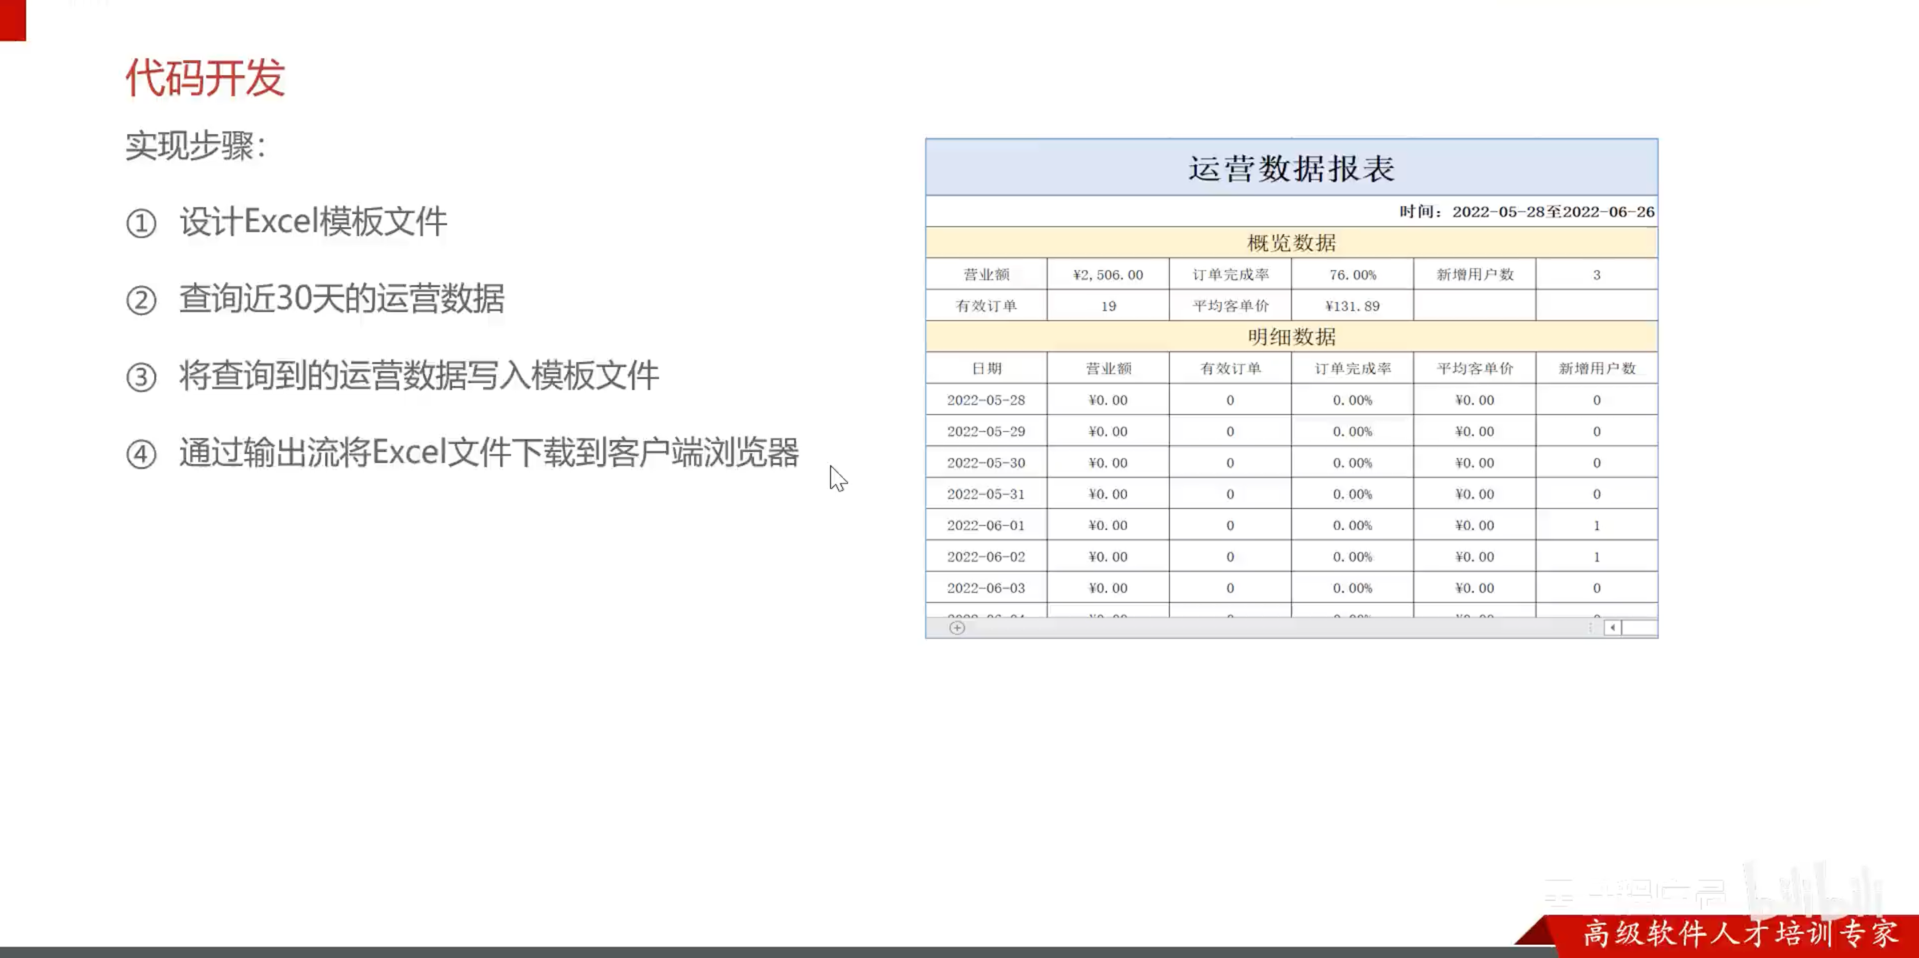 代码开发
实现步骤：
① 设计Excel模板文件
② 查询近30天的运营数据
③ 将查询到的运营数据写入模板文件
④ 通过输出流将Excel文件下载到客户端浏览器
运营数据报表
时间：2022-05-28至2022-06-26
概览数据
营业额 ¥2,506.00 订单完成率 76.00% 新增用户数 3
有效订单 19 平均客单价 ¥131.89
明细数据
日期 营业额 有效订单 订单完成率 平均客单价 新增用户数
2022-05-28 ¥0.00 0 0.00% ¥0.00 0
2022-05-29 ¥0.00 0 0.00% ¥0.00 0
2022-05-30 ¥0.00 0 0.00% ¥0.00 0
2022-05-31 ¥0.00 0 0.00% ¥0.00 0
2022-06-01 ¥0.00 0 0.00% ¥0.00 1
2022-06-02 ¥0.00 0 0.00% ¥0.00 1
2022-06-03 ¥0.00 0 0.00% ¥0.00 0
bilibili
高级软件人才培训专家